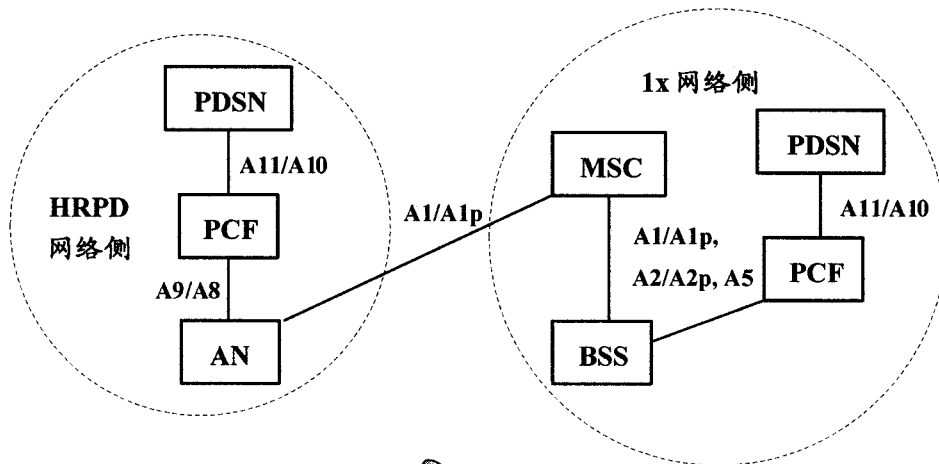 PDSN
A11/A10
HRPD
网络侧
PCF
A9/A8
AN
A1/A1p
1x 网络侧
MSC
PDSN
A11/A10
A1/A1p,
A2/A2p, A5
PCF
BSS